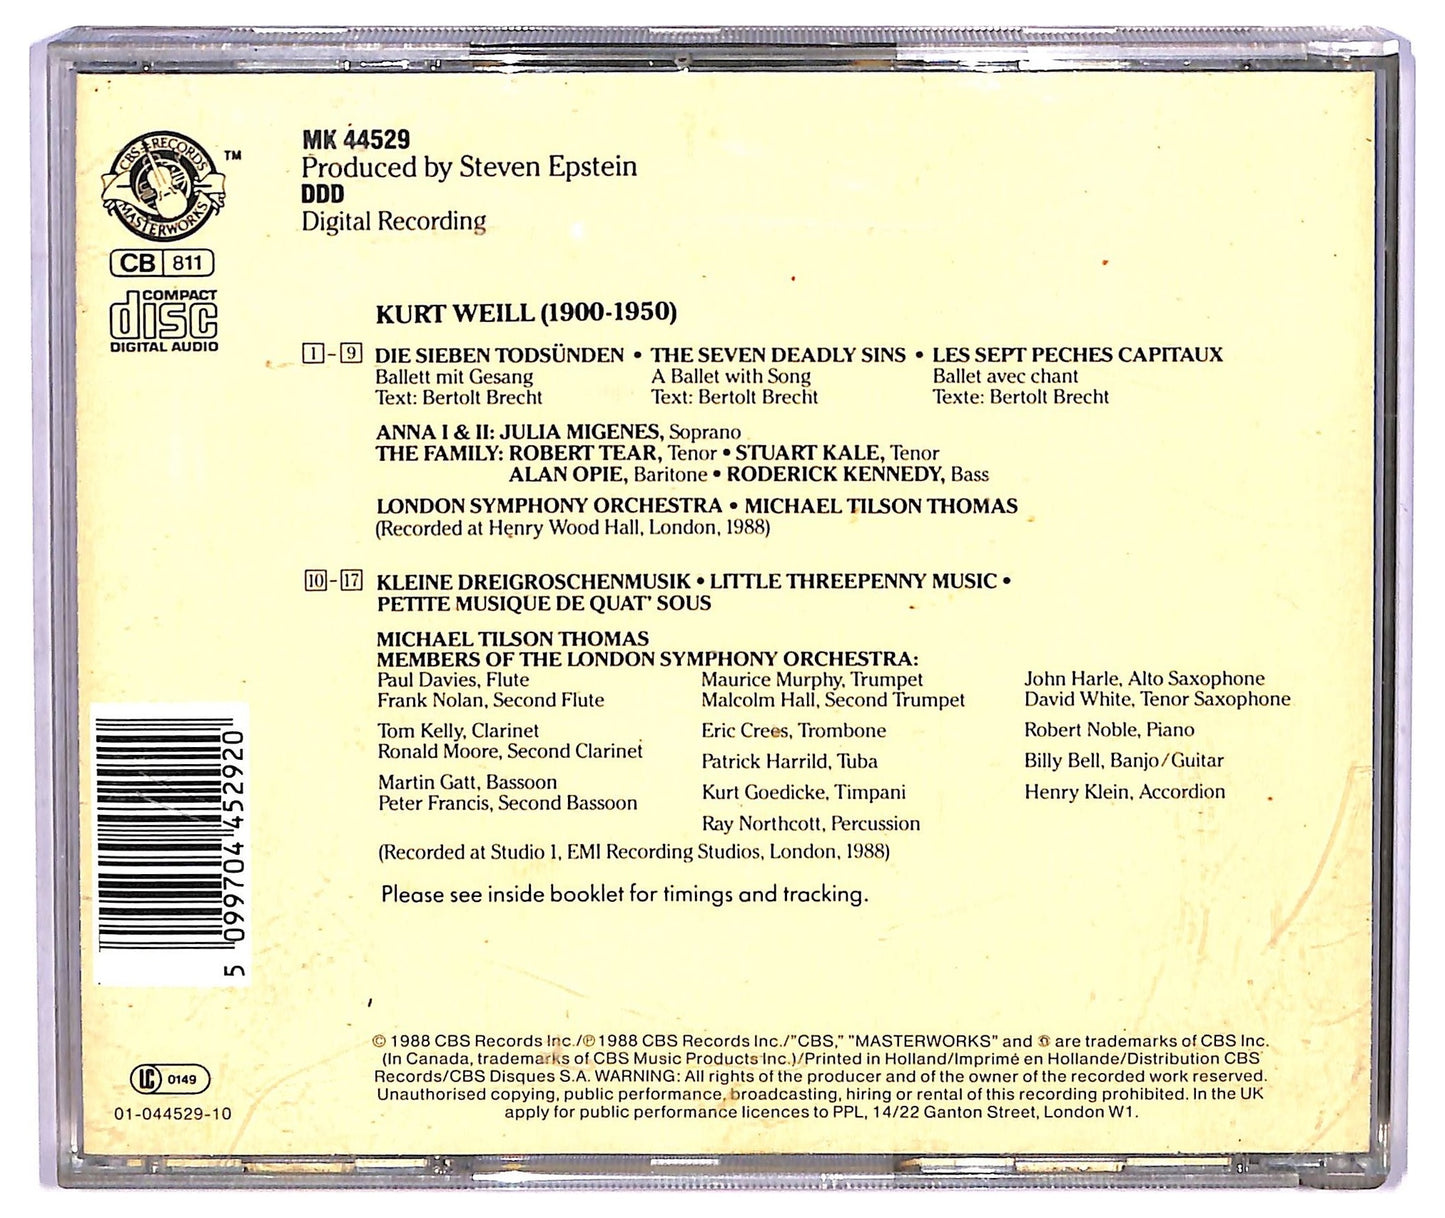 CBS RECORDS
MASTERWORKS
TM
CB 811
COMPACT
disc
DIGITAL AUDIO
MK 44529
Produced by Steven Epstein
DDD
Digital Recording
KURT WEILL (1900-1950)
1-9 DIE SIEBEN TODSÜNDEN • THE SEVEN DEADLY SINS • LES SEPT PECHES CAPITAUX
Ballett mit Gesang A Ballet with Song Ballet avec chant
Text: Bertolt Brecht Text: Bertolt Brecht Texte: Bertolt Brecht
ANNA I & II: JULIA MIGENES, Soprano
THE FAMILY: ROBERT TEAR, Tenor • STUART KALE, Tenor
ALAN OPIE, Baritone • RODERICK KENNEDY, Bass
LONDON SYMPHONY ORCHESTRA • MICHAEL TILSON THOMAS
(Recorded at Henry Wood Hall, London, 1988)
10-17 KLEINE DREIGROSCHENMUSIK • LITTLE THREEPENNY MUSIC •
PETITE MUSIQUE DE QUAT' SOUS
MICHAEL TILSON THOMAS
MEMBERS OF THE LONDON SYMPHONY ORCHESTRA:
Paul Davies, Flute
Frank Nolan, Second Flute
Tom Kelly, Clarinet
Ronald Moore, Second Clarinet
Martin Gatt, Bassoon
Peter Francis, Second Bassoon
Maurice Murphy, Trumpet
Malcolm Hall, Second Trumpet
Eric Crees, Trombone
Patrick Harrild, Tuba
Kurt Goedicke, Timpani
Ray Northcott, Percussion
John Harle, Alto Saxophone
David White, Tenor Saxophone
Robert Noble, Piano
Billy Bell, Banjo/Guitar
Henry Klein, Accordion
(Recorded at Studio 1, EMI Recording Studios, London, 1988)
Please see inside booklet for timings and tracking.
5 099704 452920
LC 0149
01-044529-10
© 1988 CBS Records Inc./℗ 1988 CBS Records Inc./"CBS," "MASTERWORKS" and are trademarks of CBS Inc.
(In Canada, trademarks of CBS Music Products Inc.)/Printed in Holland/Imprimé en Hollande/Distribution CBS
Records/CBS Disques S.A. WARNING: All rights of the producer and of the owner of the recorded work reserved.
Unauthorised copying, public performance, broadcasting, hiring or rental of this recording prohibited. In the UK
apply for public performance licences to PPL, 14/22 Ganton Street, London W1.